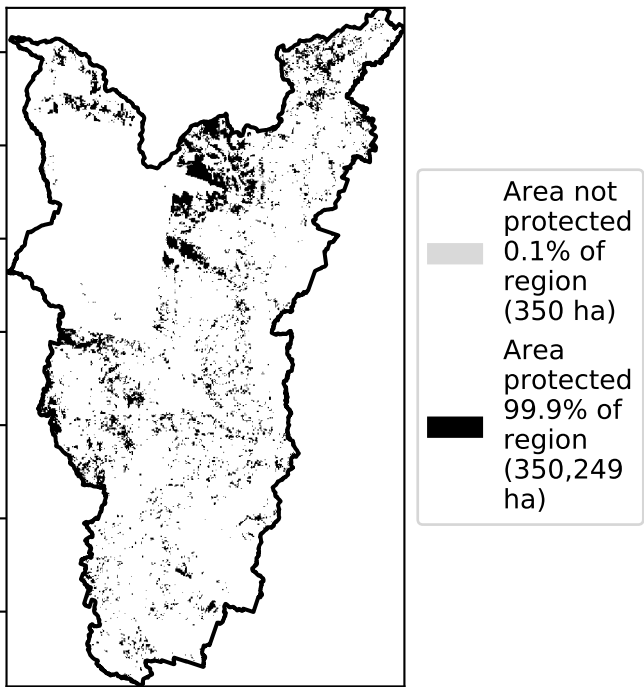 Area not
protected
0.1% of
region
(350 ha)
Area
protected
99.9% of
region
(350,249
ha)